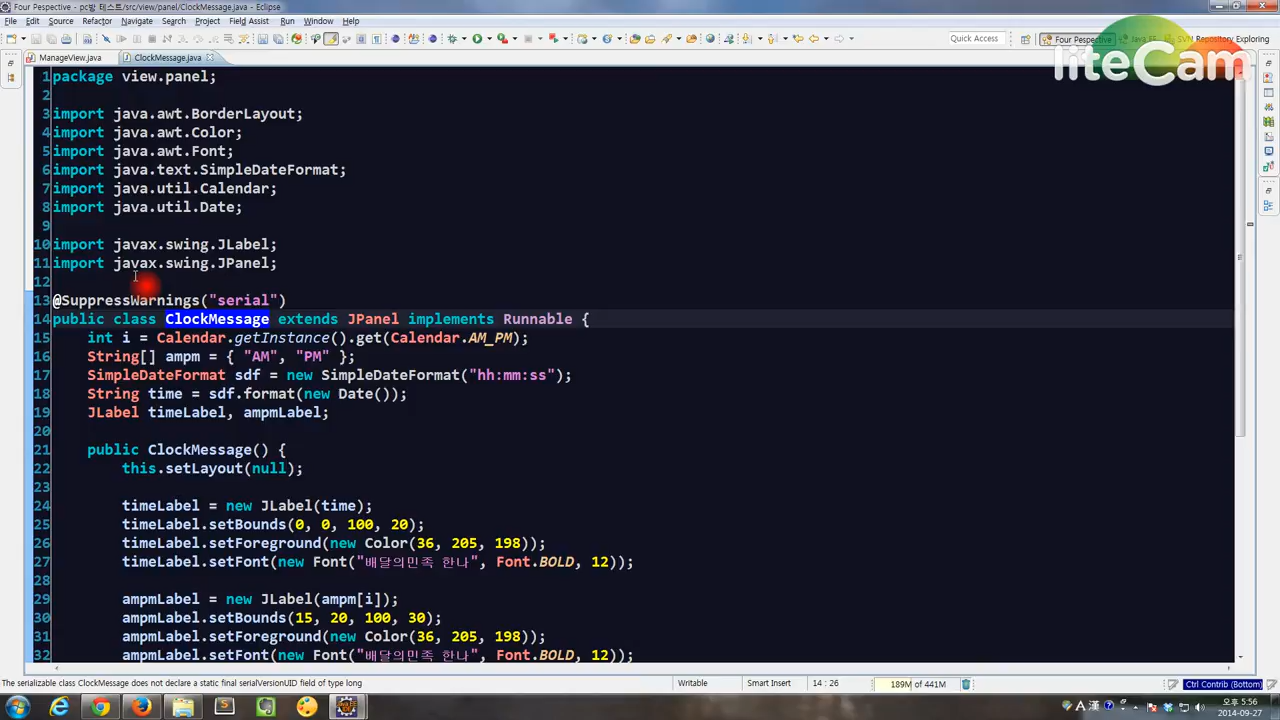 Four Perspective - pc방 테스트/src/view/panel/ClockMessage.java - Eclipse
File Edit Source Refactor Navigate Search Project Field Assist Run Window Help
Quick Access Four Perspective Java EE SVN Repository Exploring
liteCam
ManageView.java ClockMessage.java
1 package view.panel;
2
3 import java.awt.BorderLayout;
4 import java.awt.Color;
5 import java.awt.Font;
6 import java.text.SimpleDateFormat;
7 import java.util.Calendar;
8 import java.util.Date;
9
10 import javax.swing.JLabel;
11 import javax.swing.JPanel;
12
13 @SuppressWarnings("serial")
14 public class ClockMessage extends JPanel implements Runnable {
15 int i = Calendar.getInstance().get(Calendar.AM_PM);
16 String[] ampm = { "AM", "PM" };
17 SimpleDateFormat sdf = new SimpleDateFormat("hh:mm:ss");
18 String time = sdf.format(new Date());
19 JLabel timeLabel, ampmLabel;
20
21 public ClockMessage() {
22 this.setLayout(null);
23
24 timeLabel = new JLabel(time);
25 timeLabel.setBounds(0, 0, 100, 20);
26 timeLabel.setForeground(new Color(36, 205, 198));
27 timeLabel.setFont(new Font("배달의민족 한나", Font.BOLD, 12));
28
29 ampmLabel = new JLabel(ampm[i]);
30 ampmLabel.setBounds(15, 20, 100, 30);
31 ampmLabel.setForeground(new Color(36, 205, 198));
32 ampmLabel.setFont(new Font("배달의민족 한나", Font.BOLD, 12));
The serializable class ClockMessage does not declare a static final serialVersionUID field of type long Writable Smart Insert 14 : 26 189M of 441M Ctrl Contrib (Bottom)
A 漢 오후 5:56
2014-09-27